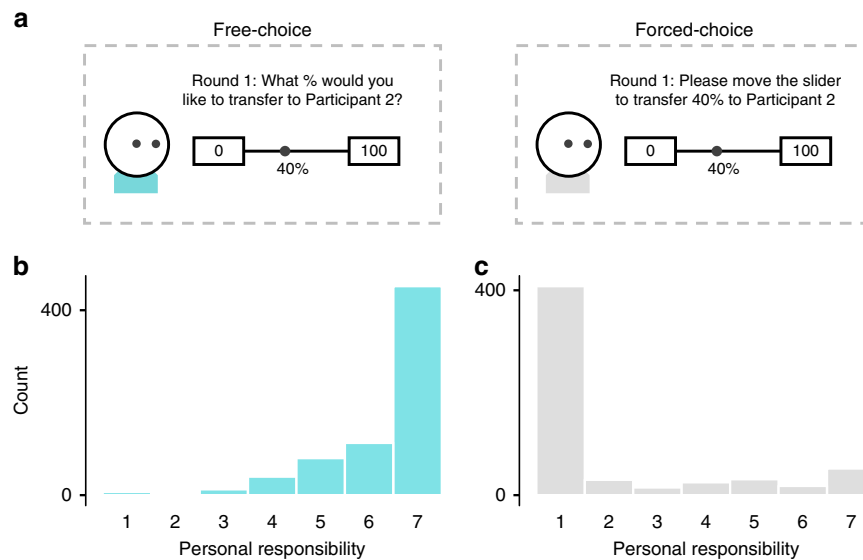 a
Free-choice
Round 1: What % would you
like to transfer to Participant 2?
0
100
40%
Forced-choice
Round 1: Please move the slider
to transfer 40% to Participant 2
0
100
40%
b
400
0
Count
1 2 3 4 5 6 7
Personal responsibility
c
400
0
1 2 3 4 5 6 7
Personal responsibility